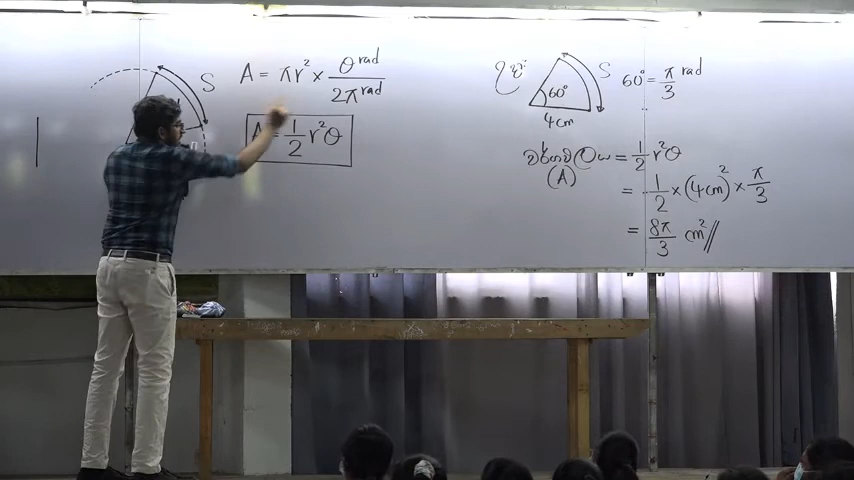 S
A = πr² × θ^rad / 2π^rad
A = 1/2 r²θ
උදා:
S
60°
4cm
60° = π/3 rad
වර්ගඵලය = 1/2 r²θ
(A)
= 1/2 × (4cm)² × π/3
= 8π/3 cm² //